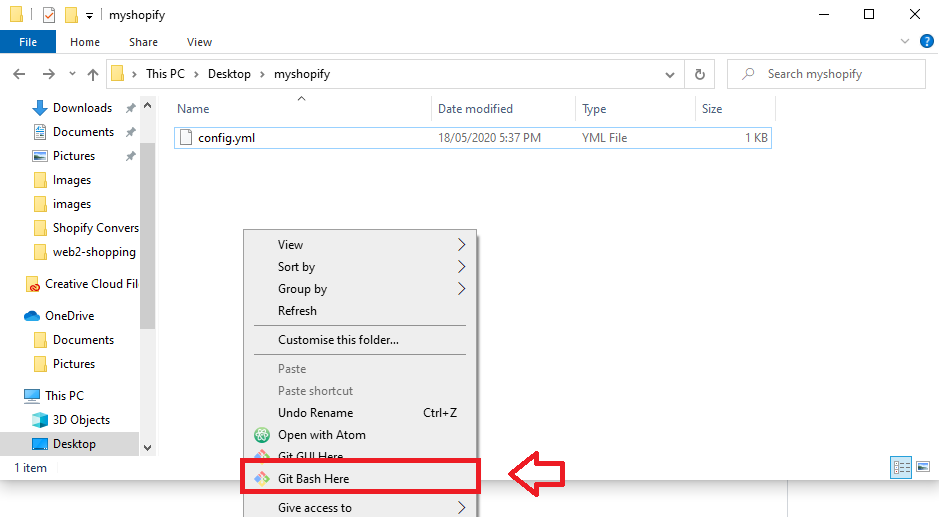 myshopify
File Home Share View
This PC Desktop myshopify
Search myshopify
Downloads
Documents
Pictures
Images
images
Shopify Convers
web2-shopping
Creative Cloud Fil
OneDrive
Documents
Pictures
This PC
3D Objects
Desktop
Name Date modified Type Size
config.yml 18/05/2020 5:37 PM YML File 1 KB
View
Sort by
Group by
Refresh
Customise this folder...
Paste
Paste shortcut
Undo Rename Ctrl+Z
Open with Atom
Git GUI Here
Git Bash Here
Give access to
1 item